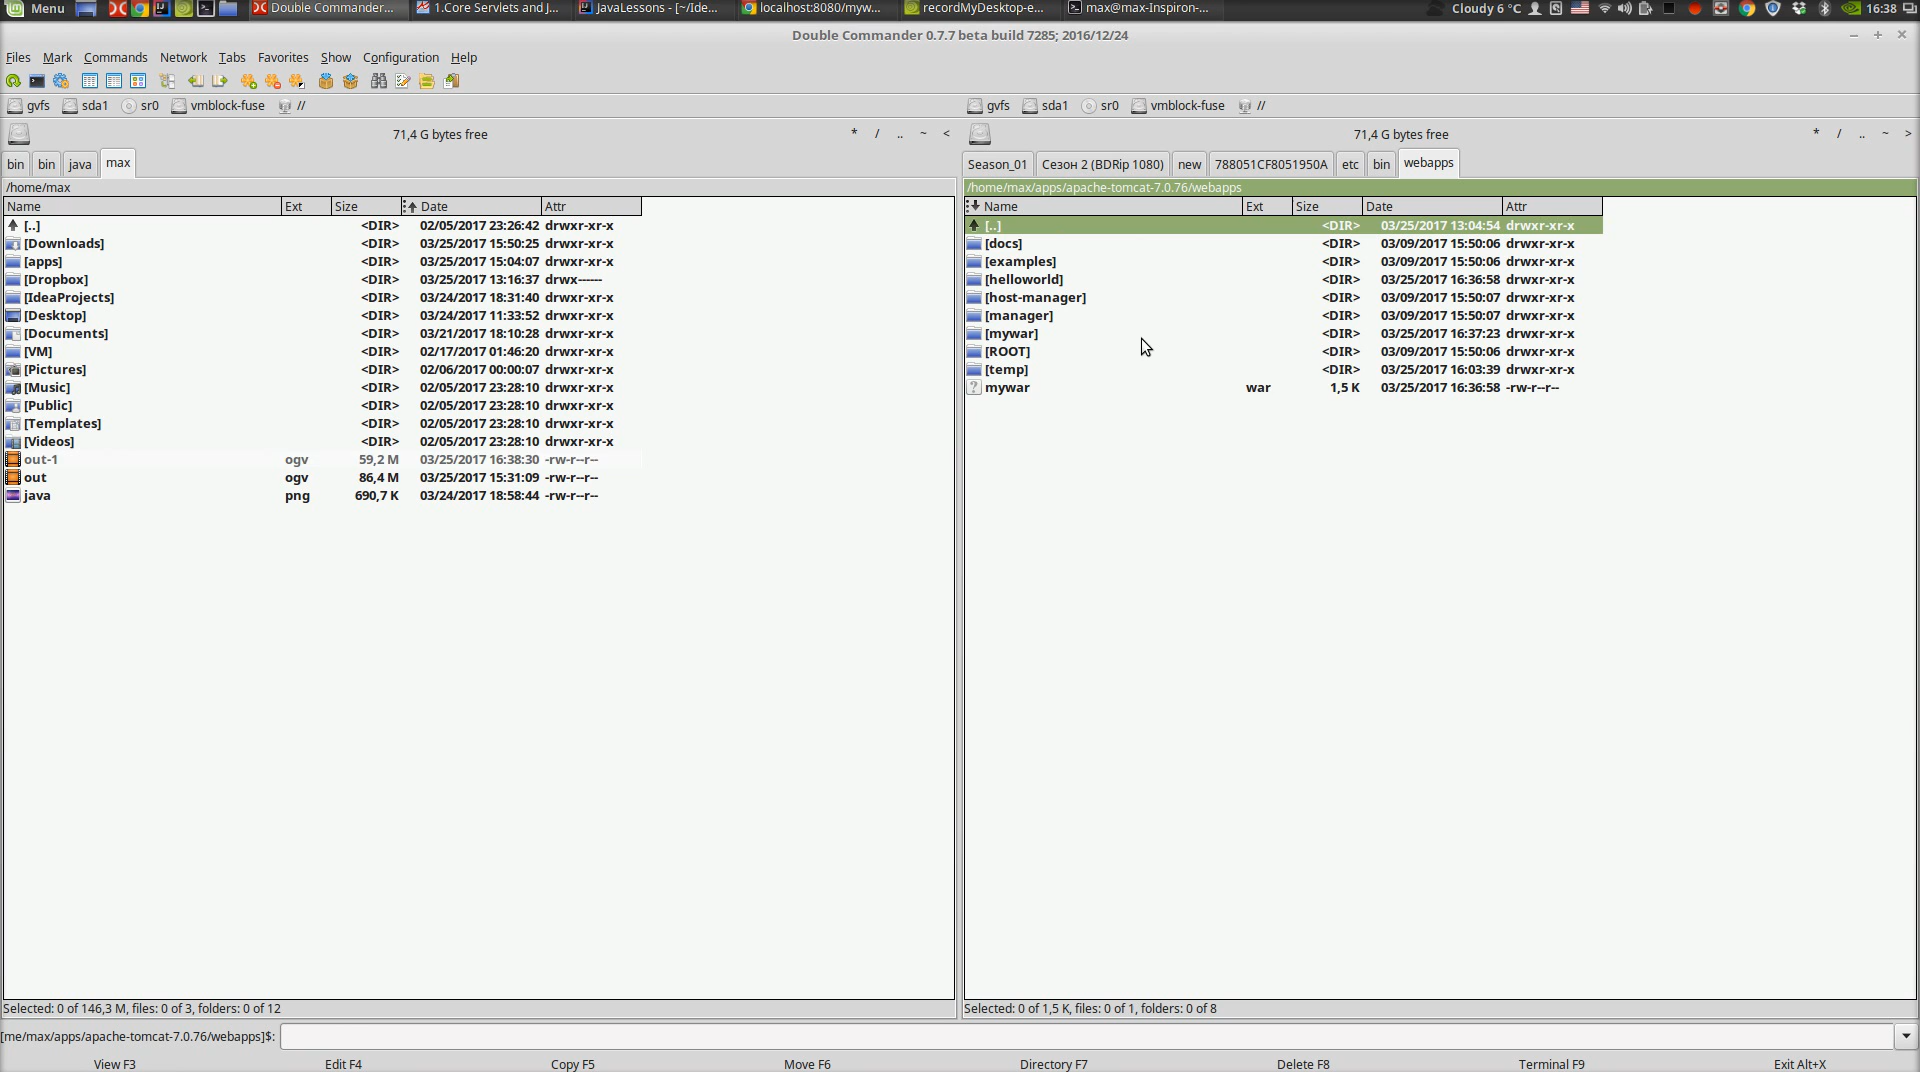 Menu Double Commander... 1.Core Servlets and J... JavaLessons - [~/Ide... localhost:8080/myw... recordMyDesktop-e... max@max-Inspiron-... Cloudy 6 °C 16:38
Double Commander 0.7.7 beta build 7285; 2016/12/24
Files Mark Commands Network Tabs Favorites Show Configuration Help
gvfs sda1 sr0 vmblock-fuse // gvfs sda1 sr0 vmblock-fuse //
71,4 G bytes free * / .. ~ < 71,4 G bytes free * / .. ~ >
bin bin java max Season_01 Сезон 2 (BDRip 1080) new 788051CF8051950A etc bin webapps
/home/max /home/max/apps/apache-tomcat-7.0.76/webapps
Name Ext Size Date Attr Name Ext Size Date Attr
[..] <DIR> 02/05/2017 23:26:42 drwxr-xr-x [..] <DIR> 03/25/2017 13:04:54 drwxr-xr-x
[Downloads] <DIR> 03/25/2017 15:50:25 drwxr-xr-x [docs] <DIR> 03/09/2017 15:50:06 drwxr-xr-x
[apps] <DIR> 03/25/2017 15:04:07 drwxr-xr-x [examples] <DIR> 03/09/2017 15:50:06 drwxr-xr-x
[Dropbox] <DIR> 03/25/2017 13:16:37 drwx------ [helloworld] <DIR> 03/25/2017 16:36:58 drwxr-xr-x
[IdeaProjects] <DIR> 03/24/2017 18:31:40 drwxr-xr-x [host-manager] <DIR> 03/09/2017 15:50:07 drwxr-xr-x
[Desktop] <DIR> 03/24/2017 11:33:52 drwxr-xr-x [manager] <DIR> 03/09/2017 15:50:07 drwxr-xr-x
[Documents] <DIR> 03/21/2017 18:10:28 drwxr-xr-x [mywar] <DIR> 03/25/2017 16:37:23 drwxr-xr-x
[VM] <DIR> 02/17/2017 01:46:20 drwxr-xr-x [ROOT] <DIR> 03/09/2017 15:50:06 drwxr-xr-x
[Pictures] <DIR> 02/06/2017 00:00:07 drwxr-xr-x [temp] <DIR> 03/25/2017 16:03:39 drwxr-xr-x
[Music] <DIR> 02/05/2017 23:28:10 drwxr-xr-x mywar war 1,5 K 03/25/2017 16:36:58 -rw-r--r--
[Public] <DIR> 02/05/2017 23:28:10 drwxr-xr-x
[Templates] <DIR> 02/05/2017 23:28:10 drwxr-xr-x
[Videos] <DIR> 02/05/2017 23:28:10 drwxr-xr-x
out-1 ogv 59,2 M 03/25/2017 16:38:30 -rw-r--r--
out ogv 86,4 M 03/25/2017 15:31:09 -rw-r--r--
java png 690,7 K 03/24/2017 18:58:44 -rw-r--r--
Selected: 0 of 146,3 M, files: 0 of 3, folders: 0 of 12 Selected: 0 of 1,5 K, files: 0 of 1, folders: 0 of 8
[me/max/apps/apache-tomcat-7.0.76/webapps]$:
View F3 Edit F4 Copy F5 Move F6 Directory F7 Delete F8 Terminal F9 Exit Alt+X